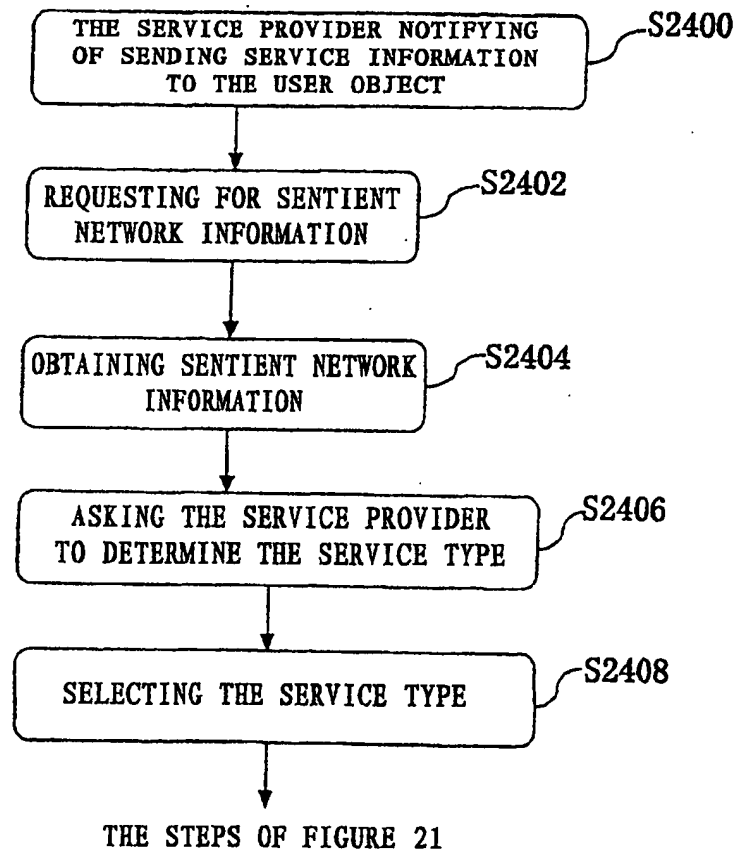 THE SERVICE PROVIDER NOTIFYING
OF SENDING SERVICE INFORMATION
TO THE USER OBJECT
S2400
REQUESTING FOR SENTIENT
NETWORK INFORMATION
S2402
OBTAINING SENTIENT NETWORK
INFORMATION
S2404
ASKING THE SERVICE PROVIDER
TO DETERMINE THE SERVICE TYPE
S2406
SELECTING THE SERVICE TYPE
S2408
THE STEPS OF FIGURE 21